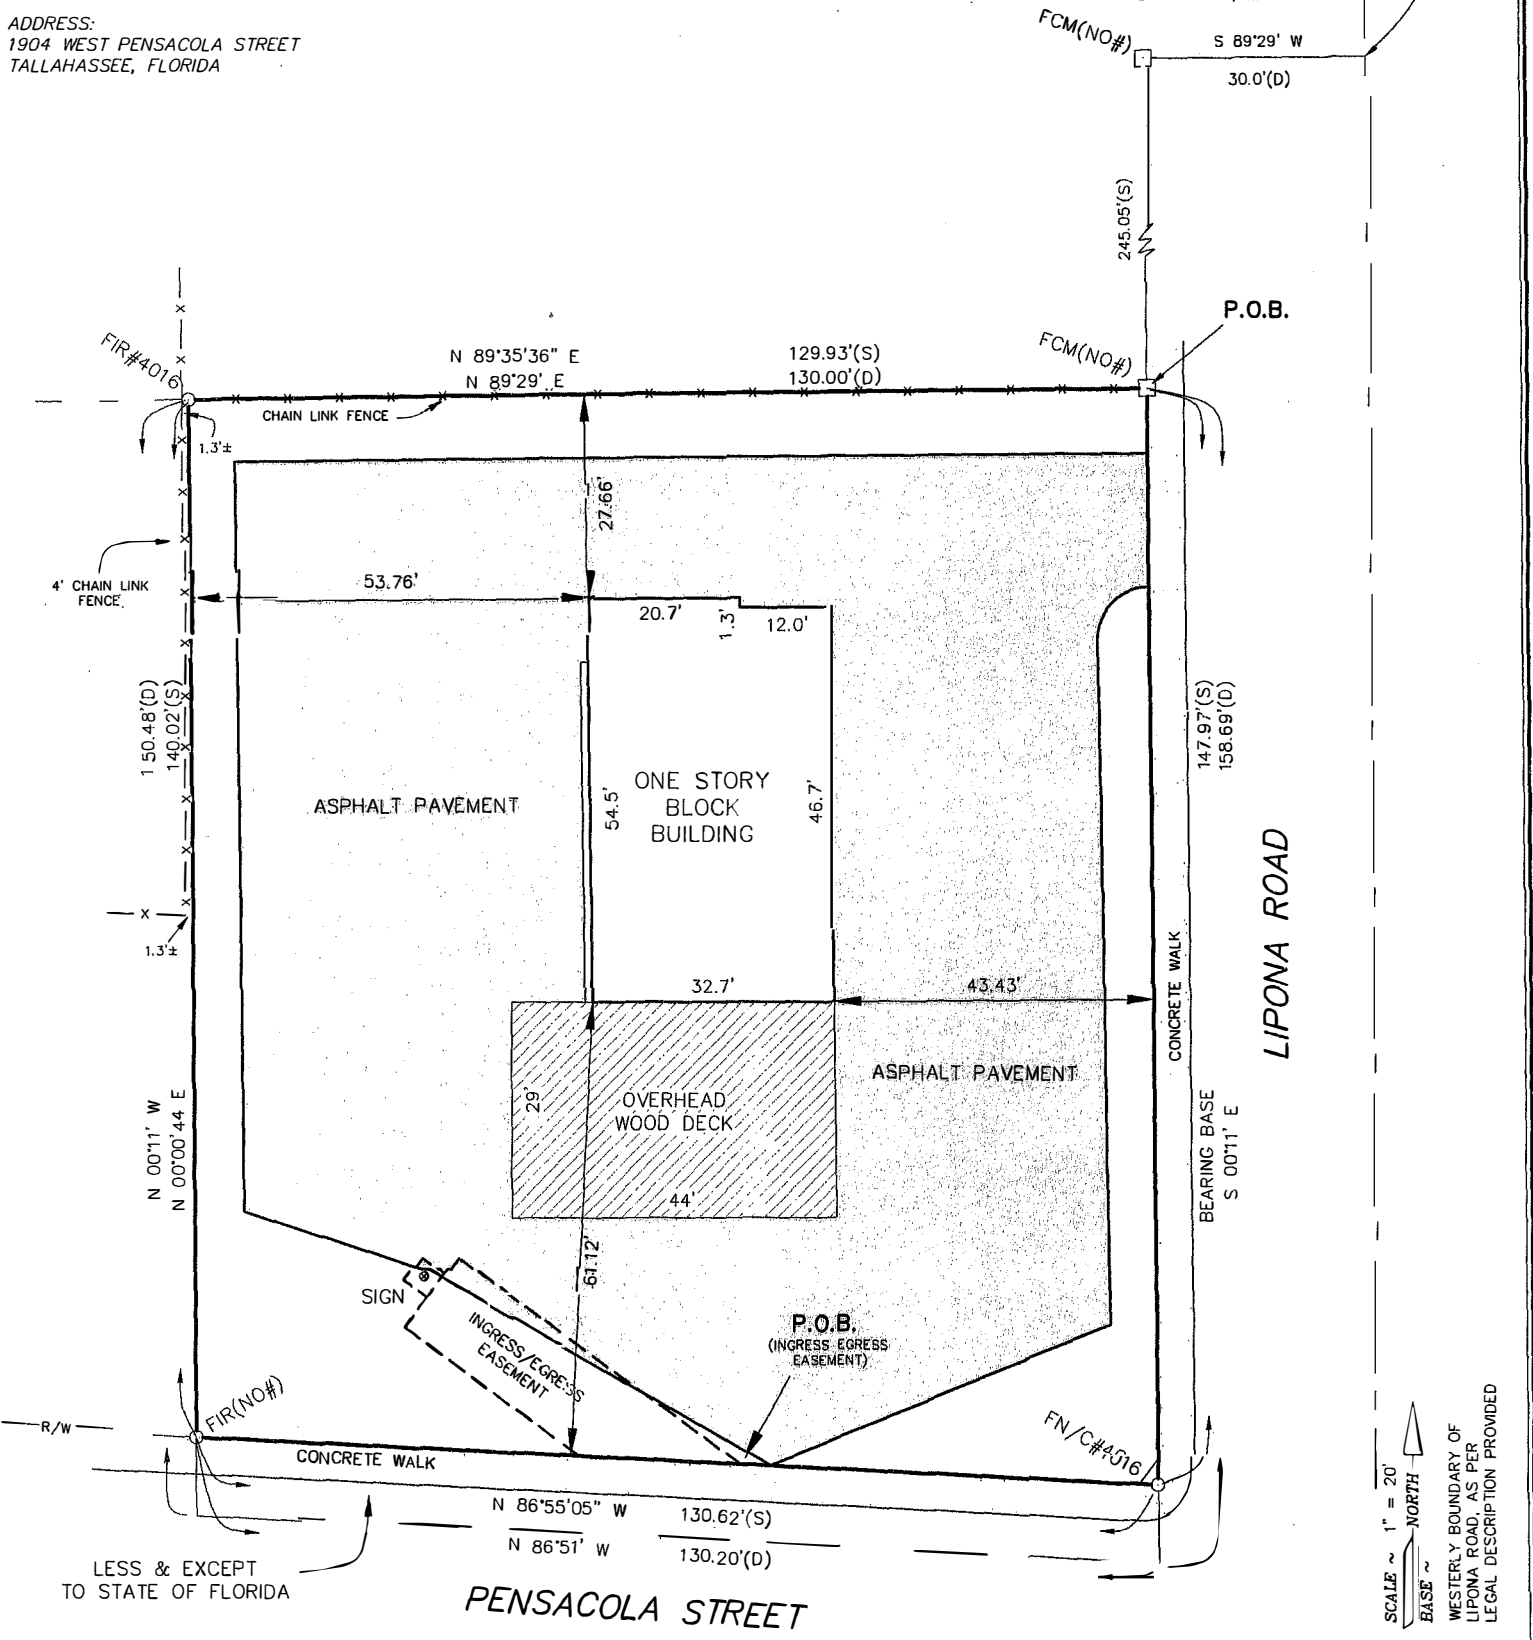 ADDRESS:
1904 WEST PENSACOLA STREET
TALLAHASSEE, FLORIDA
FCM(NO#)
S 89°29' W
30.0'(D)
245.05'(S)
P.O.B.
FCM(NO#)
FIR#4016
N 89°35'36" E
129.93'(S)
N 89°29' E
130.00'(D)
CHAIN LINK FENCE
1.3'±
27.66'
4' CHAIN LINK
FENCE
53.76'
20.7'
1.3'
12.0'
150.48'(D)
140.02'(S)
147.97'(S)
158.69'(D)
ASPHALT PAVEMENT
54.5'
ONE STORY
BLOCK
BUILDING
46.7'
LIPONA ROAD
X
1.3'±
32.7'
43.43'
CONCRETE WALK
ASPHALT PAVEMENT
29'
OVERHEAD
WOOD DECK
44'
N 00°11' W
N 00°00'44 E
BEARING BASE
S 00°11' E
61.12'
SIGN
INGRESS/EGRESS
EASEMENT
P.O.B.
(INGRESS EGRESS
EASEMENT)
R/W
FIR(NO#)
FN/C#4016
CONCRETE WALK
N 86°55'05" W
130.62'(S)
N 86°51' W
130.20'(D)
LESS & EXCEPT
TO STATE OF FLORIDA
PENSACOLA STREET
SCALE ~ 1" = 20'
NORTH
BASE ~
WESTERLY BOUNDARY OF
LIPONA ROAD, AS PER
LEGAL DESCRIPTION PROVIDED